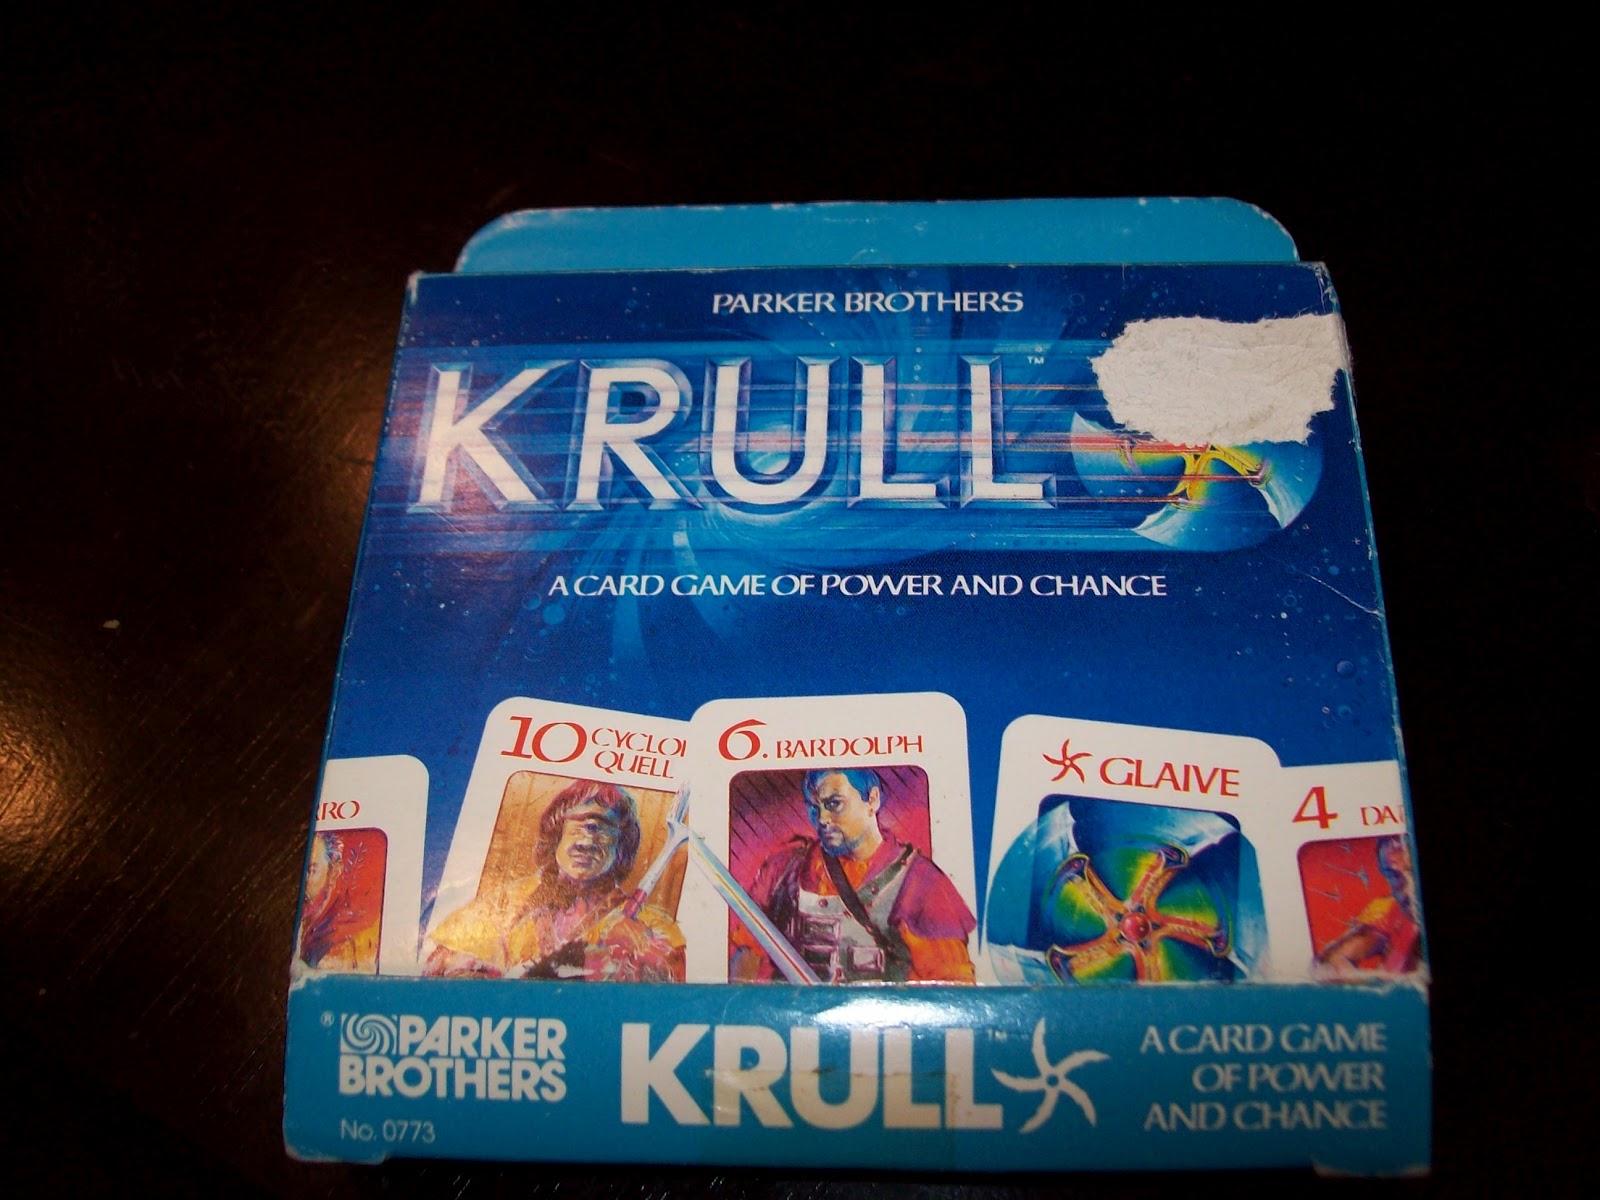 PARKER BROTHERS
KRULL™
A CARD GAME OF POWER AND CHANCE
10
QUELL
6. BARDOLPH
GLAIVE
4
® PARKER
BROTHERS
No. 0773
KRULL™
A CARD GAME
OF POWER
AND CHANCE